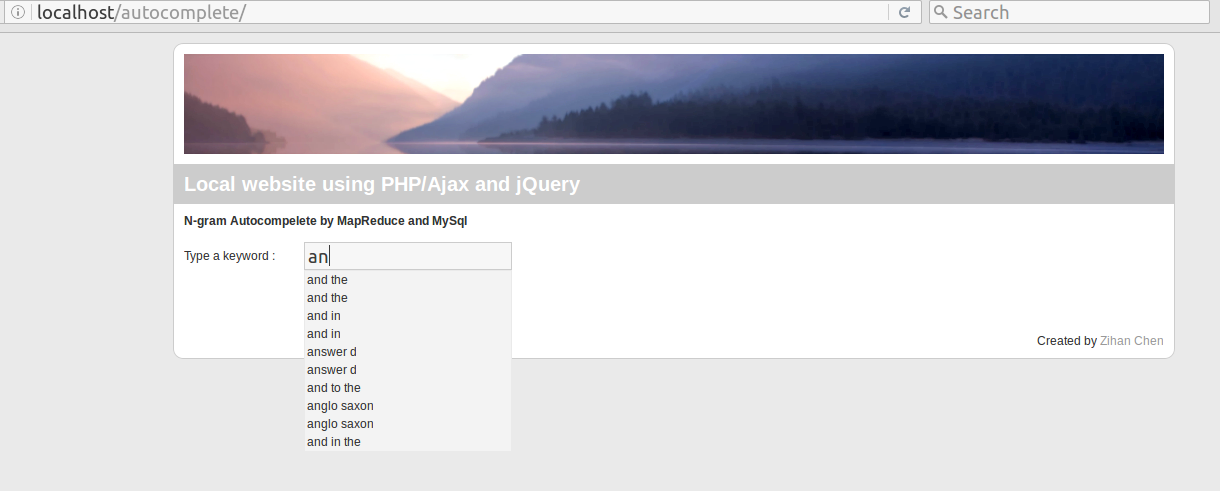 localhost/autocomplete/
Search
Local website using PHP/Ajax and jQuery
N-gram Autocompelete by MapReduce and MySql
Type a keyword :
an
and the
and the
and in
and in
answer d
answer d
and to the
anglo saxon
anglo saxon
and in the
Created by Zihan Chen